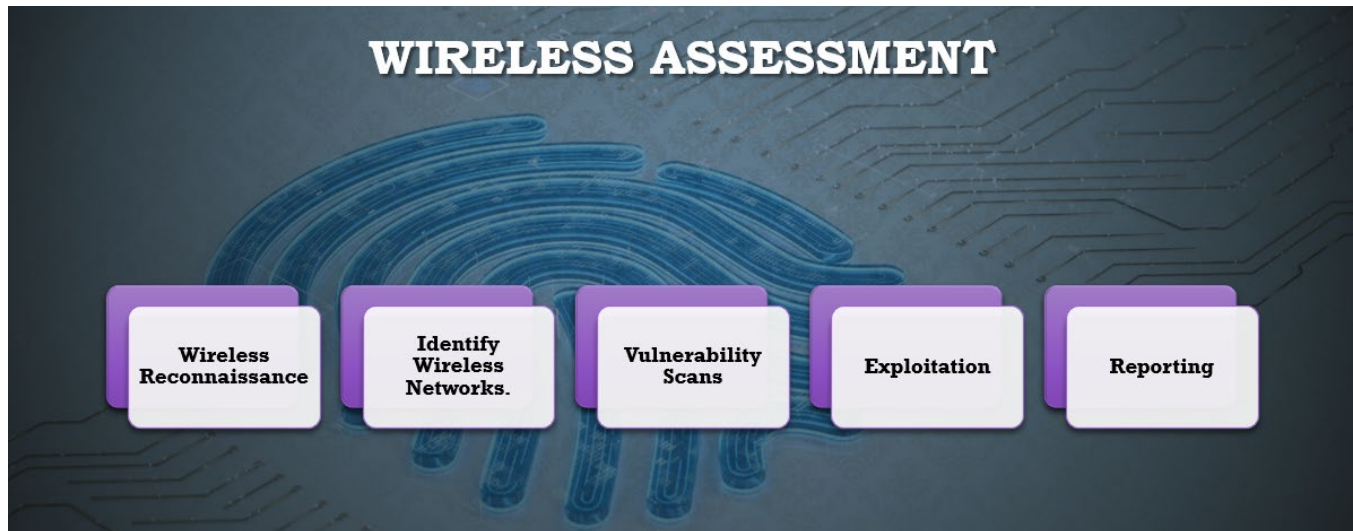 WIRELESS ASSESSMENT
Wireless
Reconnaissance
Identify
Wireless
Networks.
Vulnerability
Scans
Exploitation
Reporting